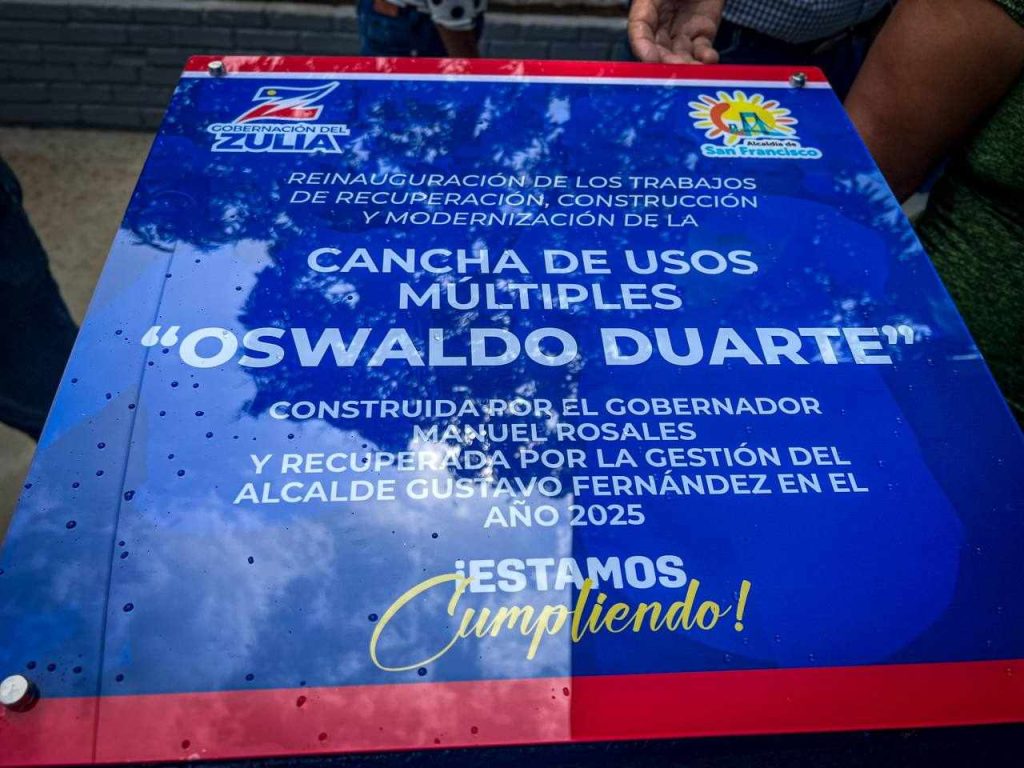 GOBERNACIÓN DEL
ZULIA
Alcaldía de
San Francisco
REINAUGURACIÓN DE LOS TRABAJOS
DE RECUPERACIÓN, CONSTRUCCIÓN
Y MODERNIZACIÓN DE LA
CANCHA DE USOS
MÚLTIPLES
“OSWALDO DUARTE”
CONSTRUIDA POR EL GOBERNADOR
MANUEL ROSALES
Y RECUPERADA POR LA GESTIÓN DEL
ALCALDE GUSTAVO FERNÁNDEZ EN EL
AÑO 2025
¡ESTAMOS
Cumpliendo!